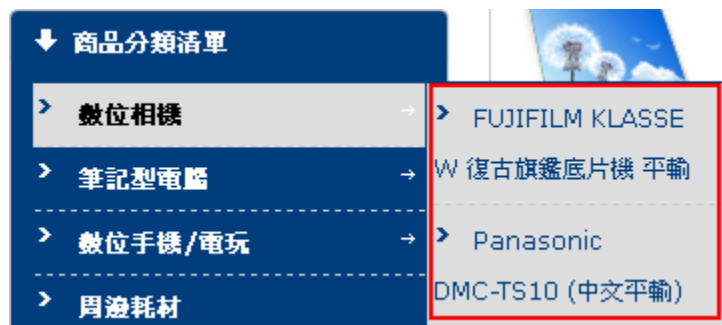 商品分類清單
數位相機
筆記型電腦
數位手機/電玩
周邊耗材
FUJIFILM KLASSE
W 復古旗鑑底片機 平輸
Panasonic
DMC-TS10 (中文平輸)